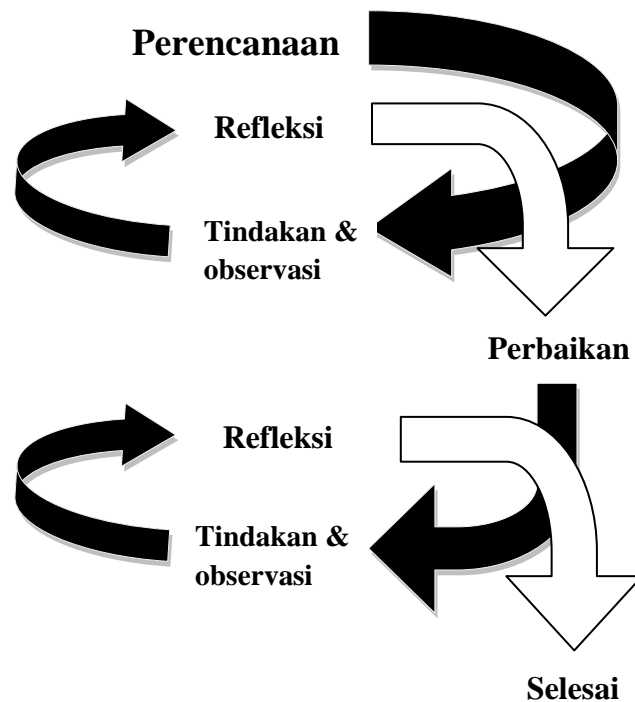 Perencanaan
Refleksi
Tindakan &
observasi
Perbaikan
Refleksi
Tindakan &
observasi
Selesai